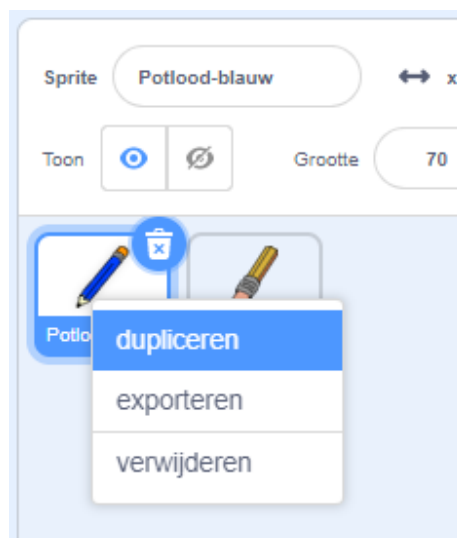 Sprite Potlood-blauw x
Toon Grootte 70
Potlo
dupliceren
exporteren
verwijderen